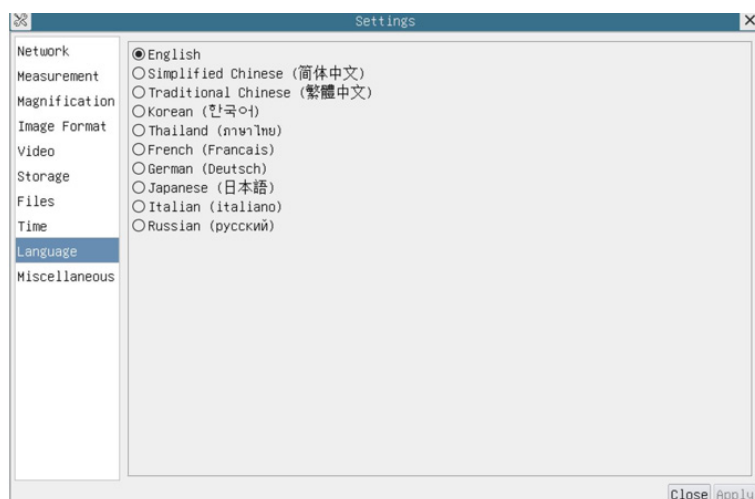 Settings
Network
Measurement
Magnification
Image Format
Video
Storage
Files
Time
Language
Miscellaneous
English
Simplified Chinese (简体中文)
Traditional Chinese (繁體中文)
Korean (한국어)
Thailand (ภาษาไทย)
French (Francais)
German (Deutsch)
Japanese (日本語)
Italian (italiano)
Russian (русский)
Close Apply